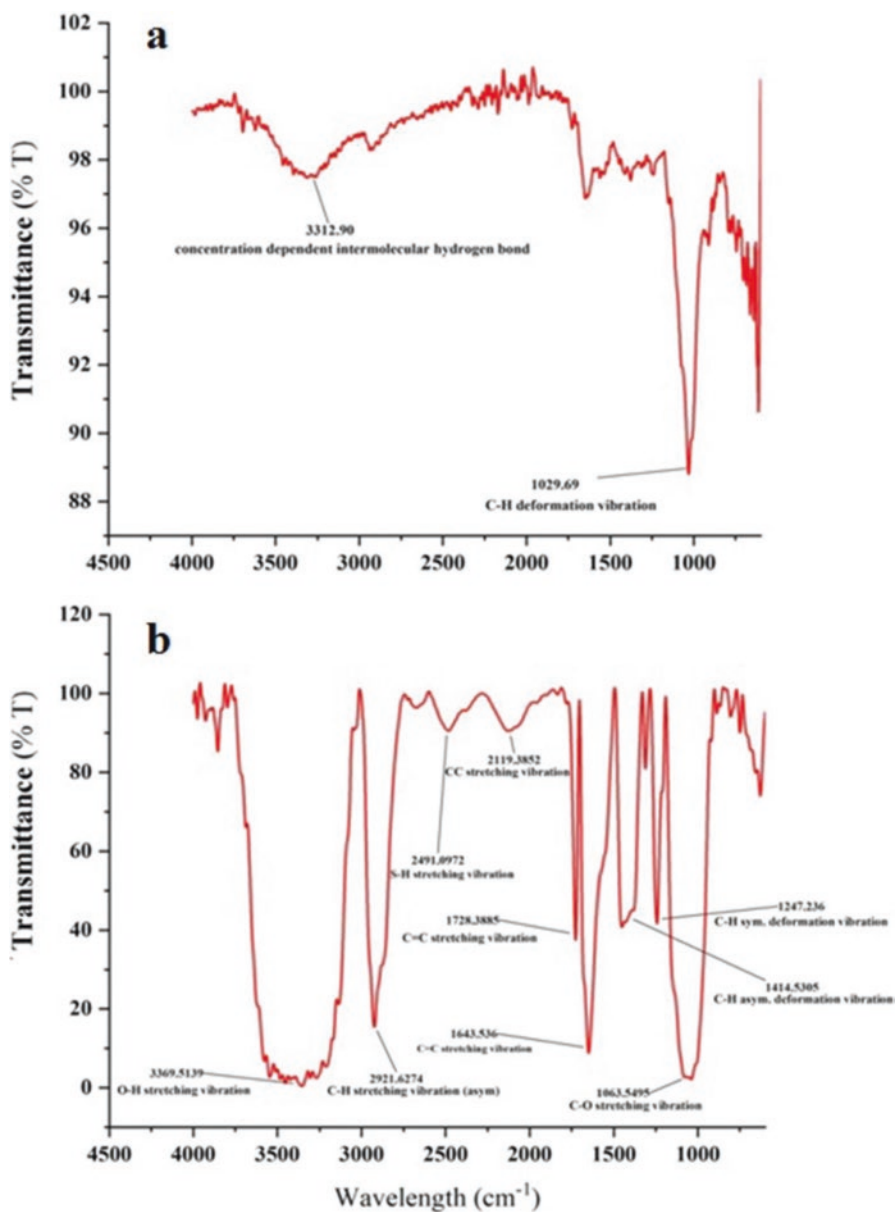 a
102
100
98
96
94
92
90
88
Transmittance (% T)
3312.90
concentration dependent intermolecular hydrogen bond
1029.69
C-H deformation vibration
4500 4000 3500 3000 2500 2000 1500 1000
b
120
100
80
60
40
20
0
Transmittance (% T)
2119.3852
CC stretching vibration
2491.0972
S-H stretching vibration
1728.3885
C=C stretching vibration
1247.236
C-H sym. deformation vibration
1414.5305
C-H asym. deformation vibration
1643.536
C=C stretching vibration
3369.5139
O-H stretching vibration
2921.6274
C-H stretching vibration (asym)
1063.5495
C-O stretching vibration
4500 4000 3500 3000 2500 2000 1500 1000
Wavelength (cm⁻¹)